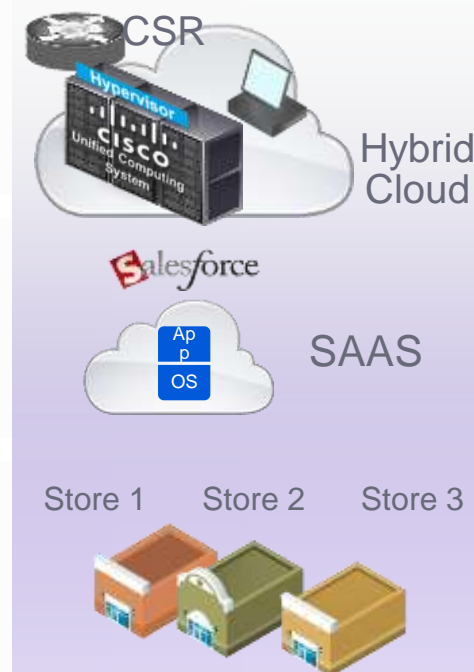 CSR
Hypervisor
CISCO
Unified Computing
System
Hybrid
Cloud
Salesforce
SAAS
Ap
p
OS
Store 1 Store 2 Store 3